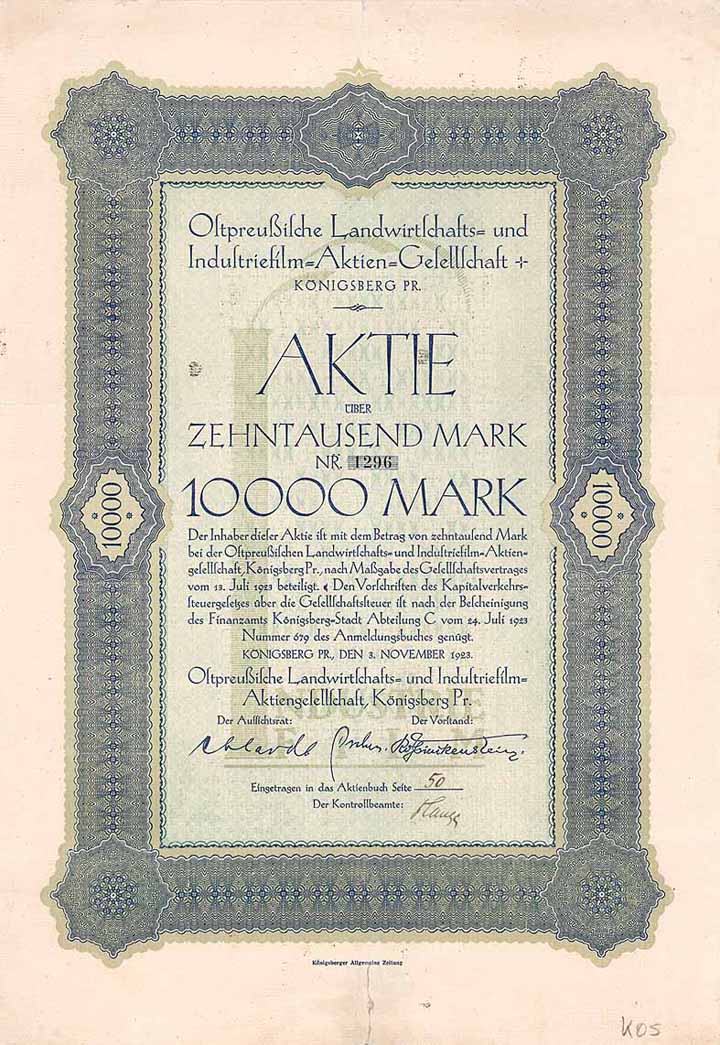 Ostpreußische Landwirtschafts= und
Industriefilm=Aktien=Gesellschaft
KÖNIGSBERG PR.
AKTIE
ÜBER
ZEHNTAUSEND MARK
NR. 1296
10000 MARK
10000
10000
Der Inhaber dieser Aktie ist mit dem Betrag von zehntausend Mark
bei der Ostpreußischen Landwirtschafts= und Industriefilm=Aktien=
gesellschaft, Königsberg Pr., nach Maßgabe des Gesellschaftsvertrages
vom 13. Juli 1923 beteiligt. Den Vorschriften des Kapitalverkehrs=
steuergesetzes über die Gesellschaftsteuer ist nach der Bescheinigung
des Finanzamts Königsberg=Stadt Abteilung C vom 24. Juli 1923
Nummer 679 des Anmeldungsbuches genügt.
KÖNIGSBERG PR., DEN 3. NOVEMBER 1923.
Ostpreußische Landwirtschafts= und Industriefilm=
Aktiengesellschaft, Königsberg Pr.
INDUSTRIE
FILM
Der Aufsichtsrat: Der Vorstand:
Eingetragen in das Aktienbuch Seite 50
Der Kontrollbeamte:
Königsberger Allgemeine Zeitung
KOS